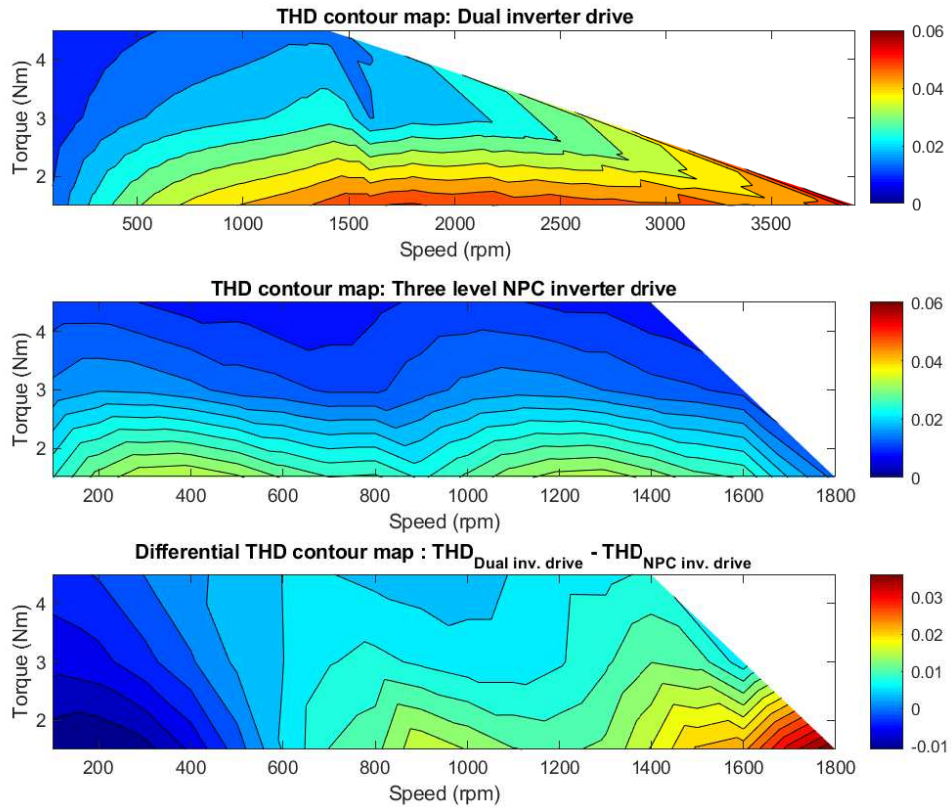 THD contour map: Dual inverter drive
Torque (Nm)
4
3
2
500 1000 1500 2000 2500 3000 3500
Speed (rpm)
0.06
0.04
0.02
0
THD contour map: Three level NPC inverter drive
Torque (Nm)
4
3
2
200 400 600 800 1000 1200 1400 1600 1800
Speed (rpm)
0.06
0.04
0.02
0
Differential THD contour map : THD Dual inv. drive - THD NPC inv. drive
Torque (Nm)
4
3
2
200 400 600 800 1000 1200 1400 1600 1800
Speed (rpm)
0.03
0.02
0.01
0
-0.01